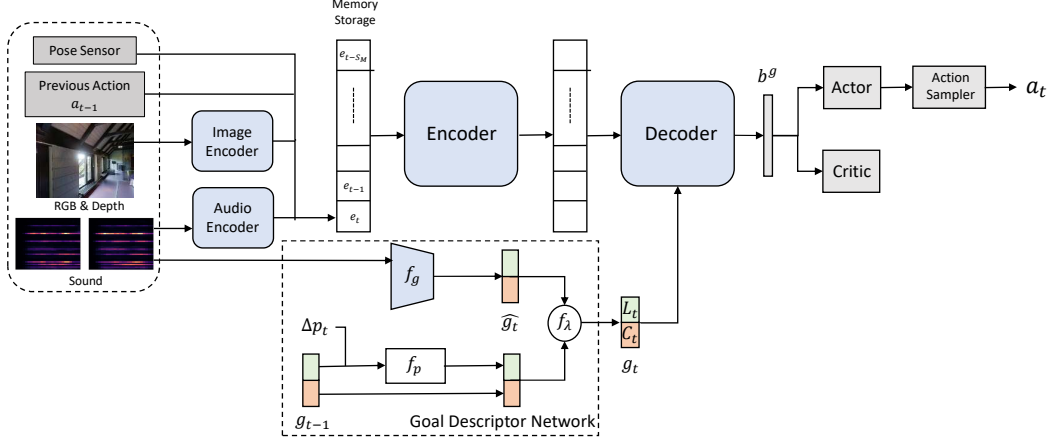 Memory
Storage
Pose Sensor
Previous Action
a_{t-1}
Image
Encoder
RGB & Depth
Audio
Encoder
Sound
e_{t-S_M}
e_{t-1}
e_t
Encoder
Decoder
b^g
Actor
Action
Sampler
a_t
Critic
f_g
\widehat{g_t}
f_λ
L_t
C_t
g_t
Δp_t
f_p
g_{t-1}
Goal Descriptor Network